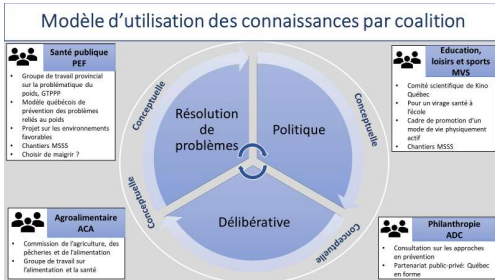 Modèle d'utilisation des connaissances par coalition
Santé publique
PEF
• Groupe de travail provincial
sur la problématique du
poids, GTPPP
• Modèle québécois de
prévention des problèmes
reliés au poids
• Projet sur les environnements
favorables
• Chantiers MSSS
• Choisir de maigrir ?
Education,
loisirs et sports
MVS
• Comité scientifique de Kino
Québec
• Pour un virage santé à
l'école
• Cadre de promotion d'un
mode de vie physiquement
actif
• Chantiers MSSS
Conceptuelle
Conceptuelle
Résolution
de
problèmes
Politique
Délibérative
Conceptuelle
Conceptuelle
Agroalimentaire
ACA
• Commission de l'agriculture, des
pêcheries et de l'alimentation
• Groupe de travail sur
l'alimentation et la santé
Philanthropie
ADC
• Consultation sur les approches
en prévention
• Partenariat public-privé: Québec
en forme